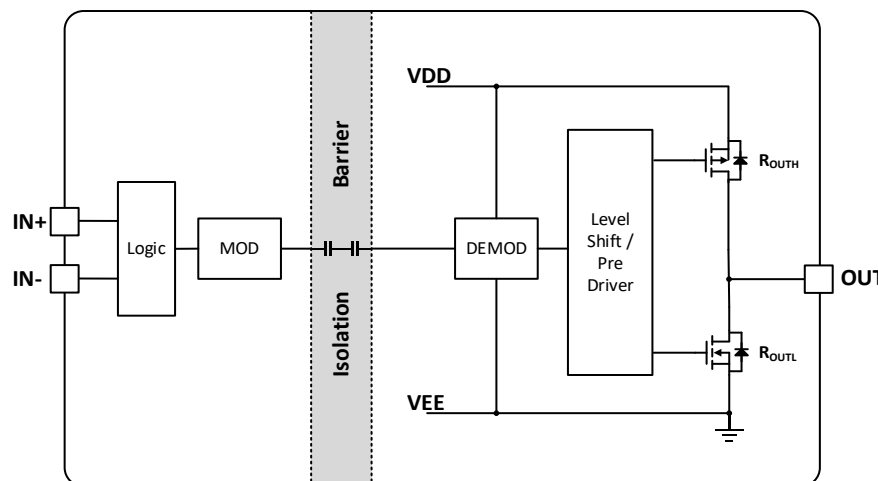 VDD
Barrier
R_OUTH
IN+
Logic
MOD
DEMOD
Level
Shift /
Pre
Driver
IN-
OUT
Isolation
R_OUTL
VEE